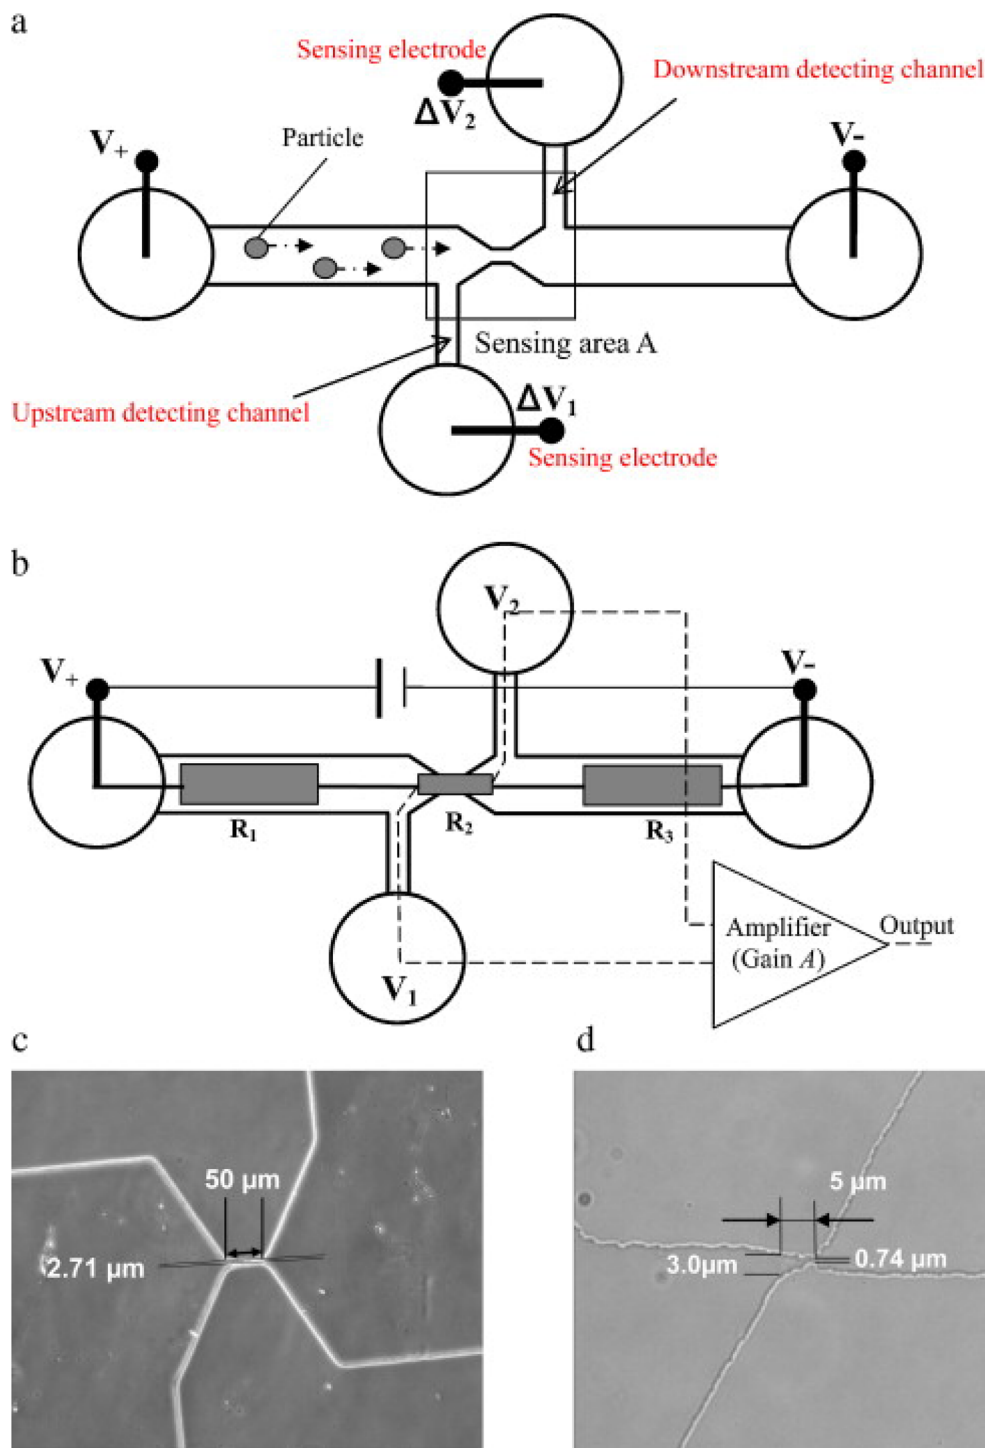 a
Sensing electrode
Downstream detecting channel
ΔV₂
V₊
Particle
V-
Sensing area A
Upstream detecting channel
ΔV₁
Sensing electrode
b
V₂
V₊
V-
R₁
R₂
R₃
Amplifier
(Gain A)
Output
V₁
c
d
50 µm
2.71 µm
5 µm
3.0µm
0.74 µm